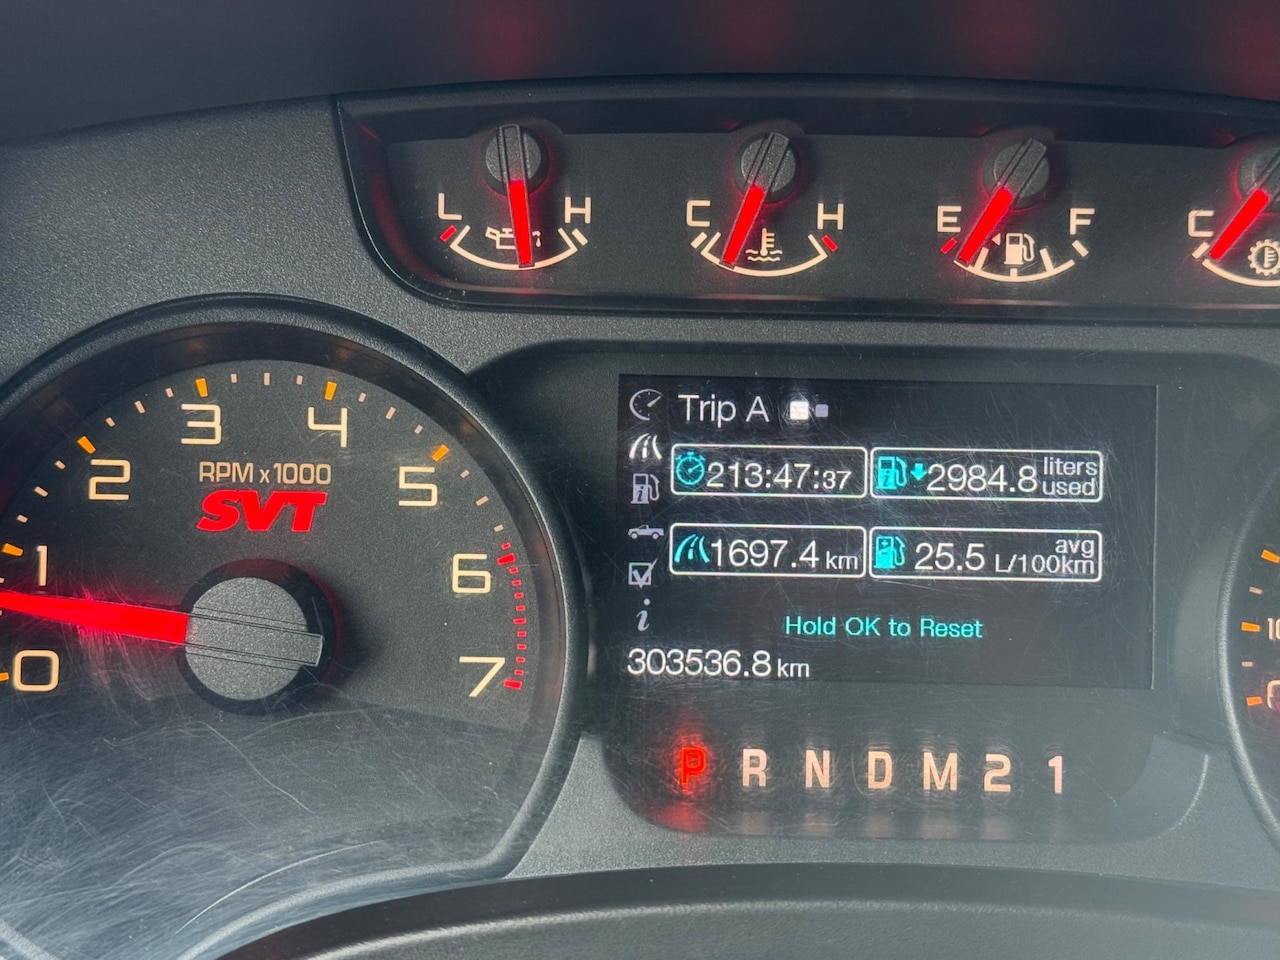 L H
C H
E F
C
Trip A
213:47:37
2984.8 liters used
1697.4 km
25.5 avg L/100km
Hold OK to Reset
303536.8 km
P R N D M 2 1
0 1 2 3 4 5 6 7
RPM x 1000
SVT